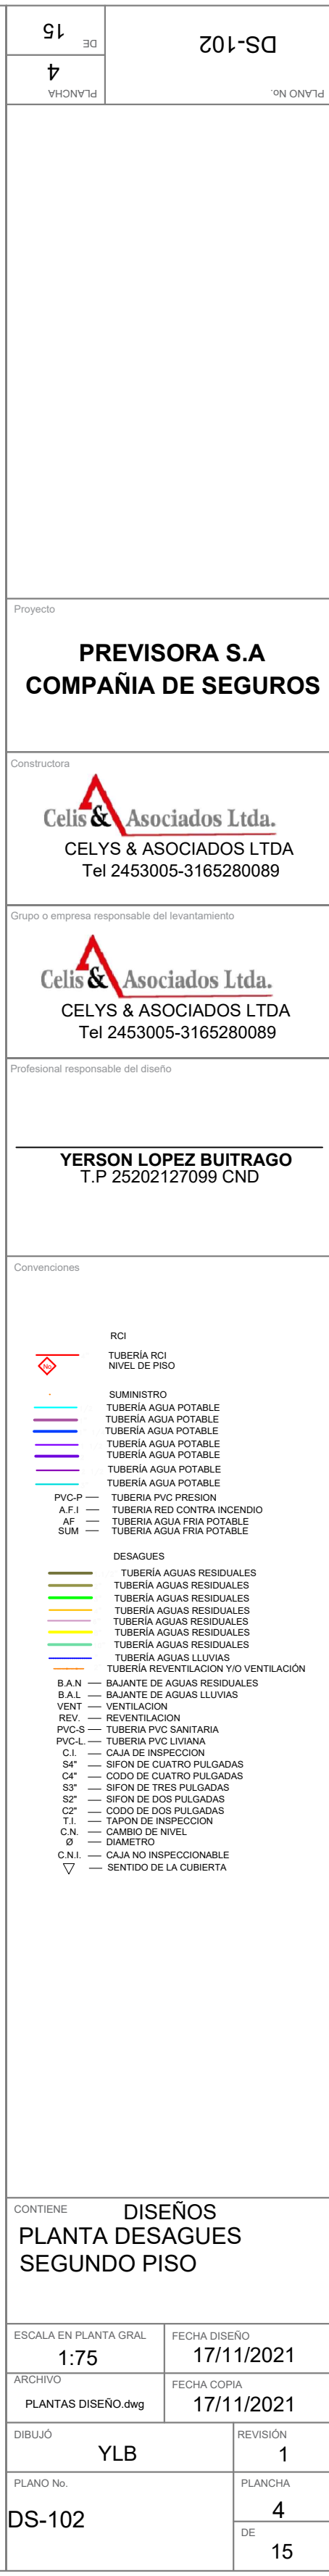 PLANO No.
DS-102
PLANCHA
4
DE
15
Proyecto
PREVISORA S.A
COMPAÑIA DE SEGUROS
Constructora
Celis & Asociados Ltda.
CELYS & ASOCIADOS LTDA
Tel 2453005-3165280089
Grupo o empresa responsable del levantamiento
Celis & Asociados Ltda.
CELYS & ASOCIADOS LTDA
Tel 2453005-3165280089
Profesional responsable del diseño
YERSON LOPEZ BUITRAGO
T.P 25202127099 CND
Convenciones
RCI
TUBERÍA RCI
No. NIVEL DE PISO
SUMINISTRO
TUBERÍA AGUA POTABLE
TUBERÍA AGUA POTABLE
TUBERÍA AGUA POTABLE
TUBERÍA AGUA POTABLE
TUBERÍA AGUA POTABLE
TUBERÍA AGUA POTABLE
TUBERÍA AGUA POTABLE
PVC-P — TUBERIA PVC PRESION
A.F.I — TUBERIA RED CONTRA INCENDIO
AF — TUBERIA AGUA FRIA POTABLE
SUM — TUBERIA AGUA FRIA POTABLE
DESAGUES
TUBERÍA AGUAS RESIDUALES
TUBERÍA AGUAS RESIDUALES
TUBERÍA AGUAS RESIDUALES
TUBERÍA AGUAS RESIDUALES
TUBERÍA AGUAS RESIDUALES
TUBERÍA AGUAS RESIDUALES
TUBERÍA AGUAS RESIDUALES
TUBERÍA AGUAS LLUVIAS
TUBERÍA REVENTILACION Y/O VENTILACIÓN
B.A.N — BAJANTE DE AGUAS RESIDUALES
B.A.L — BAJANTE DE AGUAS LLUVIAS
VENT — VENTILACION
REV. — REVENTILACION
PVC-S — TUBERIA PVC SANITARIA
PVC-L. — TUBERIA PVC LIVIANA
C.I. — CAJA DE INSPECCION
S4" — SIFON DE CUATRO PULGADAS
C4" — CODO DE CUATRO PULGADAS
S3" — SIFON DE TRES PULGADAS
S2" — SIFON DE DOS PULGADAS
C2" — CODO DE DOS PULGADAS
T.I. — TAPON DE INSPECCION
C.N. — CAMBIO DE NIVEL
Ø — DIAMETRO
C.N.I. — CAJA NO INSPECCIONABLE
— SENTIDO DE LA CUBIERTA
CONTIENE
DISEÑOS
PLANTA DESAGUES
SEGUNDO PISO
ESCALA EN PLANTA GRAL
1:75
FECHA DISEÑO
17/11/2021
ARCHIVO
PLANTAS DISEÑO.dwg
FECHA COPIA
17/11/2021
DIBUJÓ
YLB
REVISIÓN
1
PLANO No.
DS-102
PLANCHA
4
DE
15